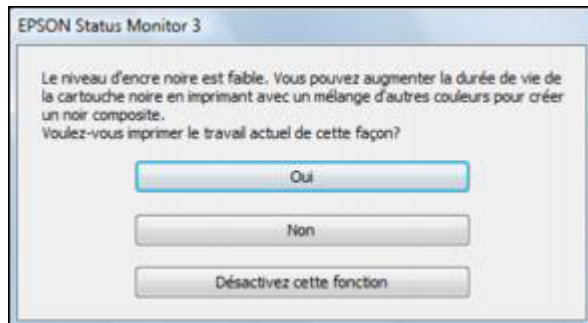 EPSON Status Monitor 3
Le niveau d'encre noire est faible. Vous pouvez augmenter la durée de vie de
la cartouche noire en imprimant avec un mélange d'autres couleurs pour créer
un noir composite.
Voulez-vous imprimer le travail actuel de cette façon?
Oui
Non
Désactivez cette fonction